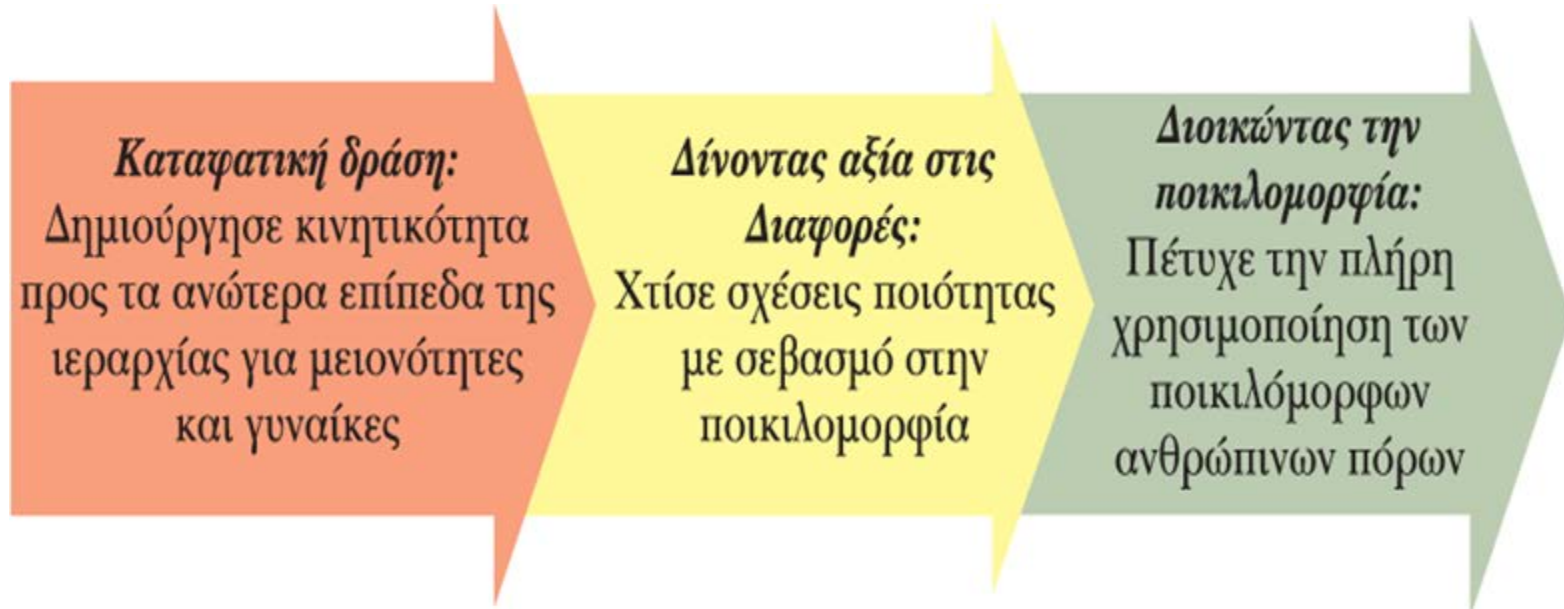 Καταφατική δράση:
Δημιούργησε κινητικότητα
προς τα ανώτερα επίπεδα της
ιεραρχίας για μειονότητες
και γυναίκες
Δίνοντας αξία στις
Διαφορές:
Χτίσε σχέσεις ποιότητας
με σεβασμό στην
ποικιλομορφία
Διοικώντας την
ποικιλομορφία:
Πέτυχε την πλήρη
χρησιμοποίηση των
ποικιλόμορφων
ανθρώπινων πόρων